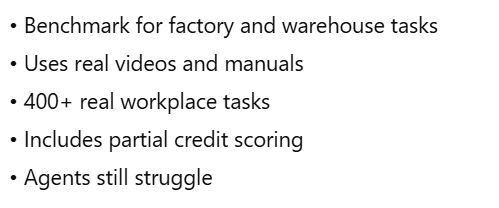 • Benchmark for factory and warehouse tasks
• Uses real videos and manuals
• 400+ real workplace tasks
• Includes partial credit scoring
• Agents still struggle